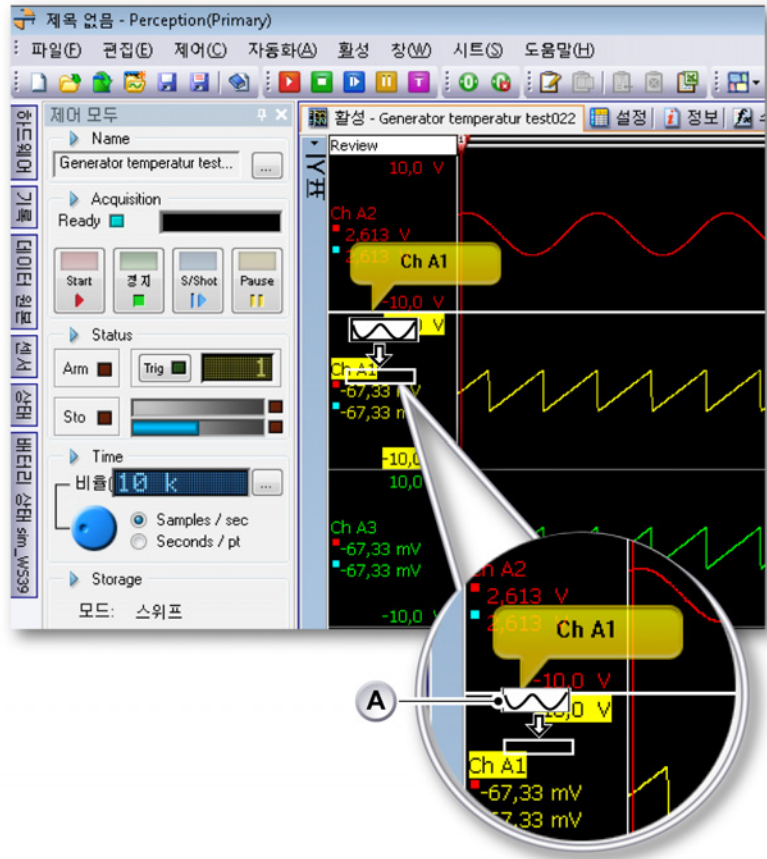 제목 없음 - Perception(Primary)
파일(F) 편집(E) 제어(C) 자동화(A) 활성 창(W) 시트(S) 도움말(H)
하드웨어
기록
데이터 원본
센서
상태
배터리 상태 sim_WS39
제어 모두
Name
Generator temperatur test... ...
Acquisition
Ready
Start 정지 S/Shot Pause
Status
Arm Trig 1
Sto
Time
비율( 10 k ...
Samples / sec
Seconds / pt
Storage
모드: 스위프
활성 - Generator temperatur test022 설정 정보
Review
10,0 V
Ch A2
2,613 V
2,613
Ch A1
-10,0 V
V
Ch A1
-67,33 mV
-67,33 m
-10,0
10,0
Ch A3
-67,33 mV
-67,33 mV
-10,0
A2
2,613 V
2,613
Ch A1
-10,0 V
0 V
A
Ch A1
-67,33 mV
67,33 mV